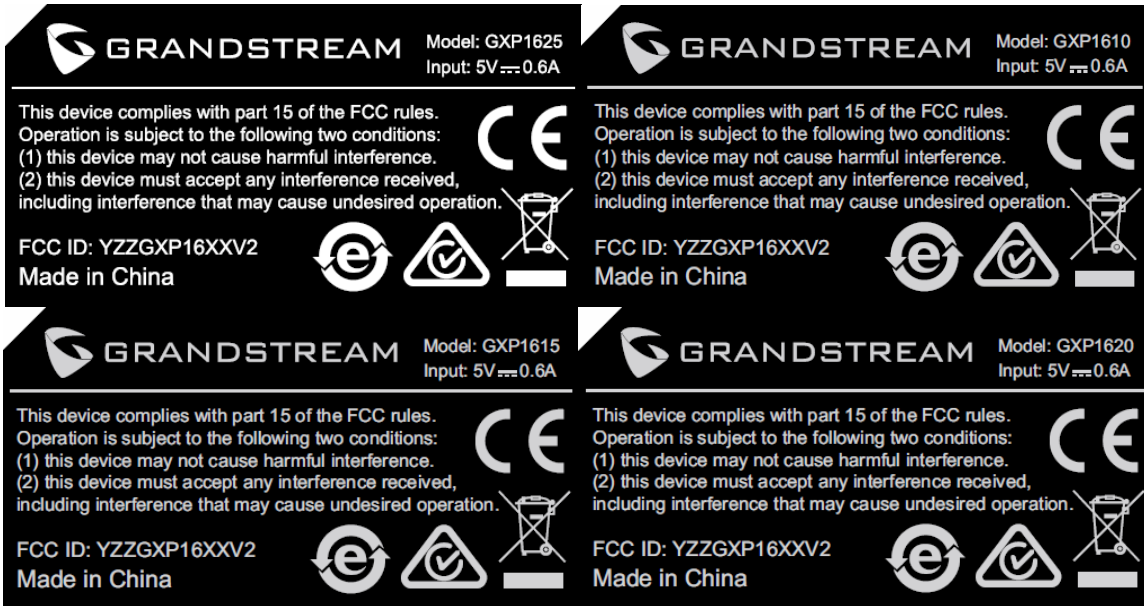 GRANDSTREAM
Model: GXP1625
Input: 5V⎓0.6A
This device complies with part 15 of the FCC rules.
Operation is subject to the following two conditions:
(1) this device may not cause harmful interference.
(2) this device must accept any interference received,
including interference that may cause undesired operation.
CE
FCC ID: YZZGXP16XXV2
Made in China
e
GRANDSTREAM
Model: GXP1610
Input: 5V⎓0.6A
This device complies with part 15 of the FCC rules.
Operation is subject to the following two conditions:
(1) this device may not cause harmful interference.
(2) this device must accept any interference received,
including interference that may cause undesired operation.
CE
FCC ID: YZZGXP16XXV2
Made in China
e
GRANDSTREAM
Model: GXP1615
Input: 5V⎓0.6A
This device complies with part 15 of the FCC rules.
Operation is subject to the following two conditions:
(1) this device may not cause harmful interference.
(2) this device must accept any interference received,
including interference that may cause undesired operation.
CE
FCC ID: YZZGXP16XXV2
Made in China
e
GRANDSTREAM
Model: GXP1620
Input: 5V⎓0.6A
This device complies with part 15 of the FCC rules.
Operation is subject to the following two conditions:
(1) this device may not cause harmful interference.
(2) this device must accept any interference received,
including interference that may cause undesired operation.
CE
FCC ID: YZZGXP16XXV2
Made in China
e